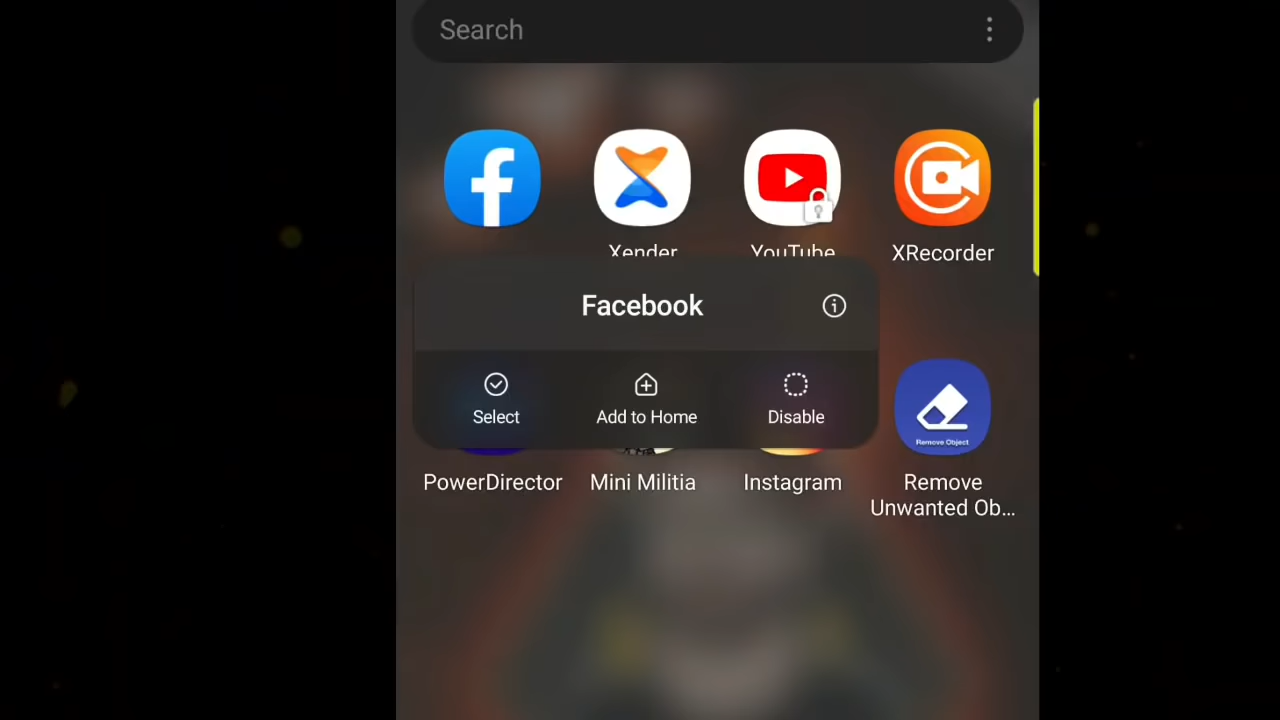 Search
Xender
YouTube
XRecorder
Facebook
Select
Add to Home
Disable
Remove Object
PowerDirector
Mini Militia
Instagram
Remove
Unwanted Ob...